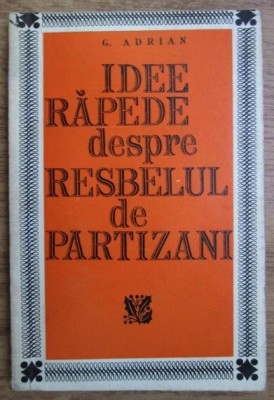 G. ADRIAN
IDEE
RĂPEDE
despre
RESBELUL
de
PARTIZANI